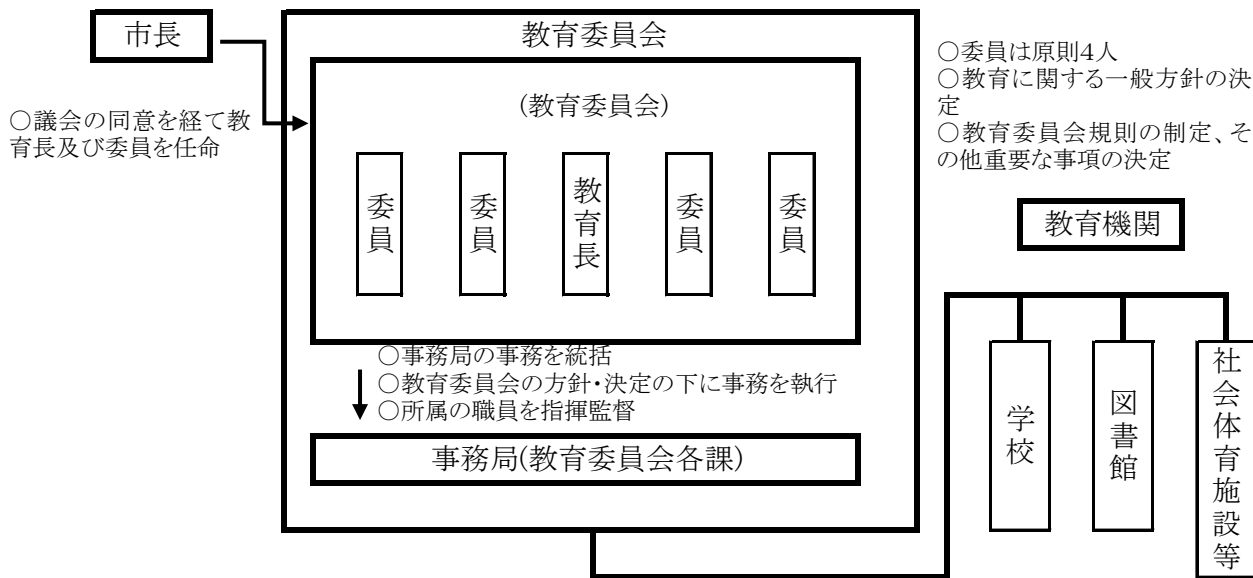 市長
○議会の同意を経て教
育長及び委員を任命
教育委員会
(教育委員会)
委員
委員
教育長
委員
委員
○事務局の事務を統括
○教育委員会の方針・決定の下に事務を執行
○所属の職員を指揮監督
事務局(教育委員会各課)
○委員は原則4人
○教育に関する一般方針の決
定
○教育委員会規則の制定、そ
の他重要な事項の決定
教育機関
学校
図書館
社会体育施設等